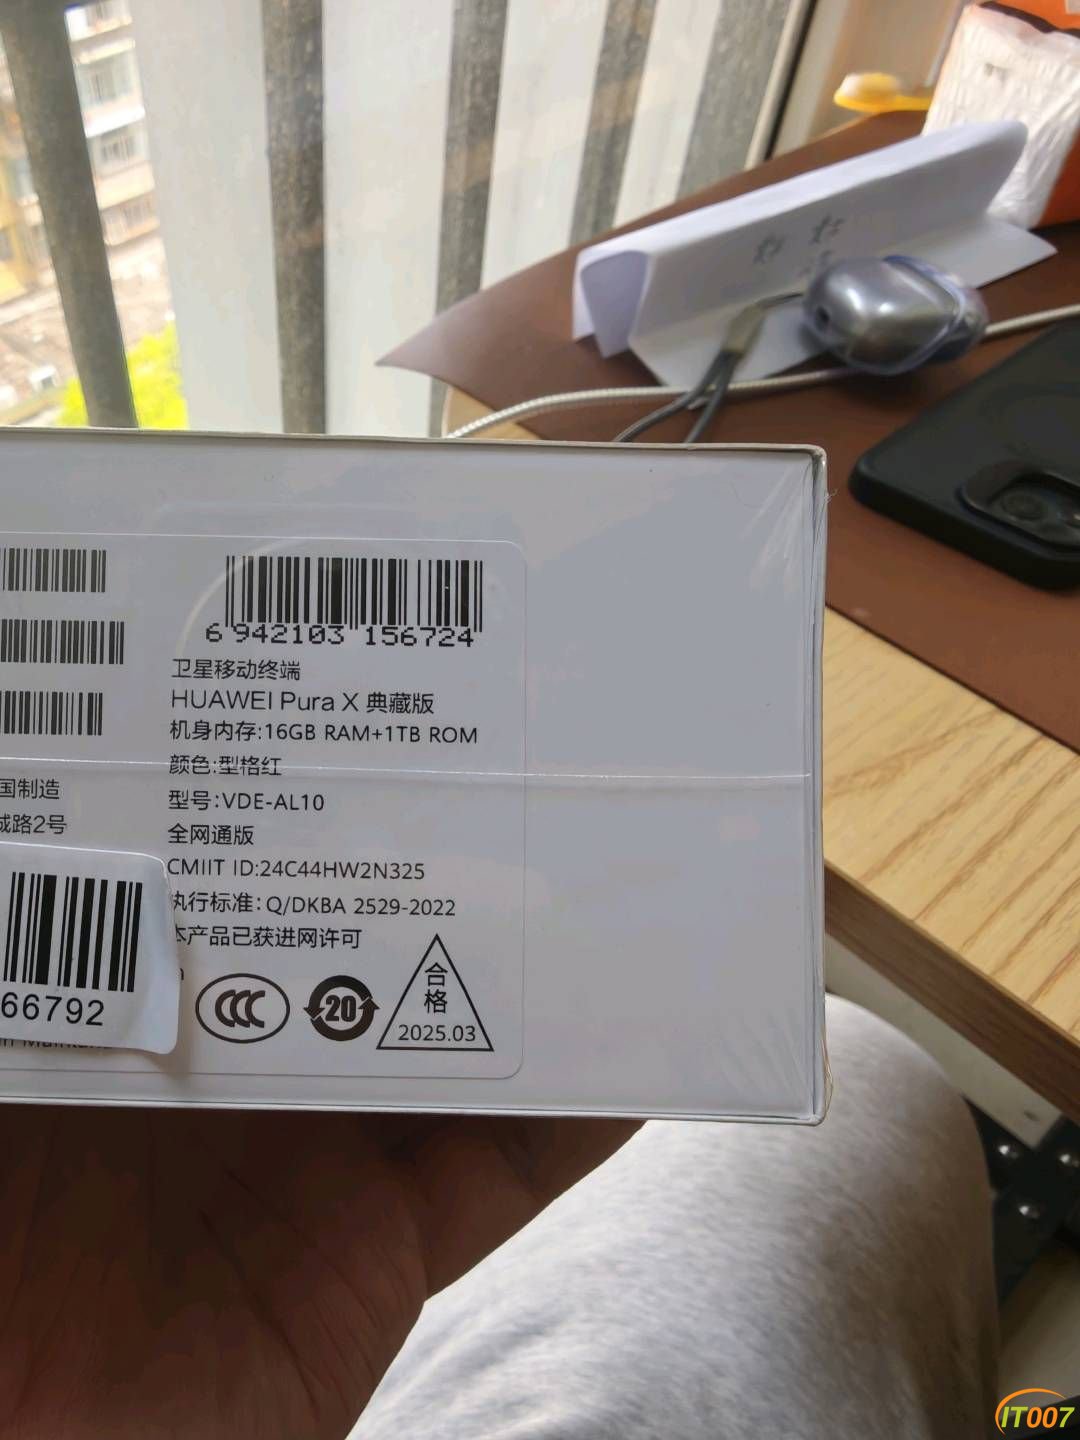 6 942103 156724
卫星移动终端
HUAWEI Pura X 典藏版
机身内存:16GB RAM+1TB ROM
颜色:型格红
国制造
型号:VDE-AL10
城路2号
全网通版
CMIIT ID:24C44HW2N325
执行标准:Q/DKBA 2529-2022
本产品已获进网许可
66792
CCC
20
合格
2025.03
IT007